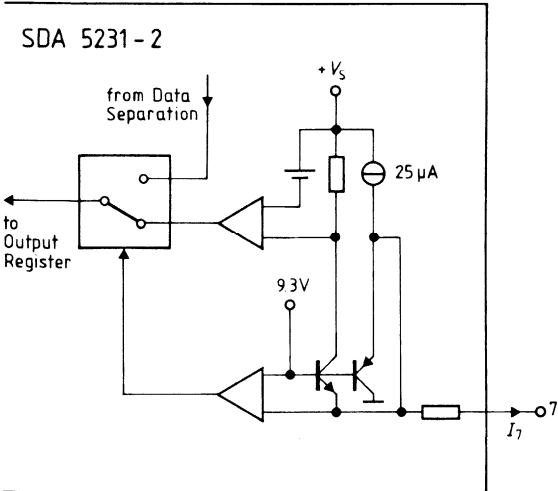 SDA 5231-2
from Data
Separation
+Vs
25 µA
to
Output
Register
9.3V
7
I7